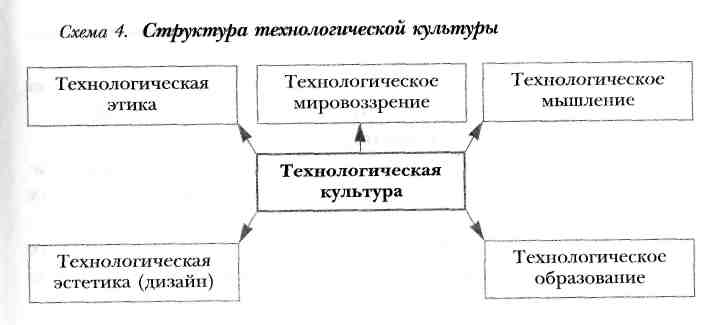 Схема 4. Структура технологической культуры
Технологическая
этика
Технологическое
мировоззрение
Технологическое
мышление
Технологическая
культура
Технологическая
эстетика (дизайн)
Технологическое
образование